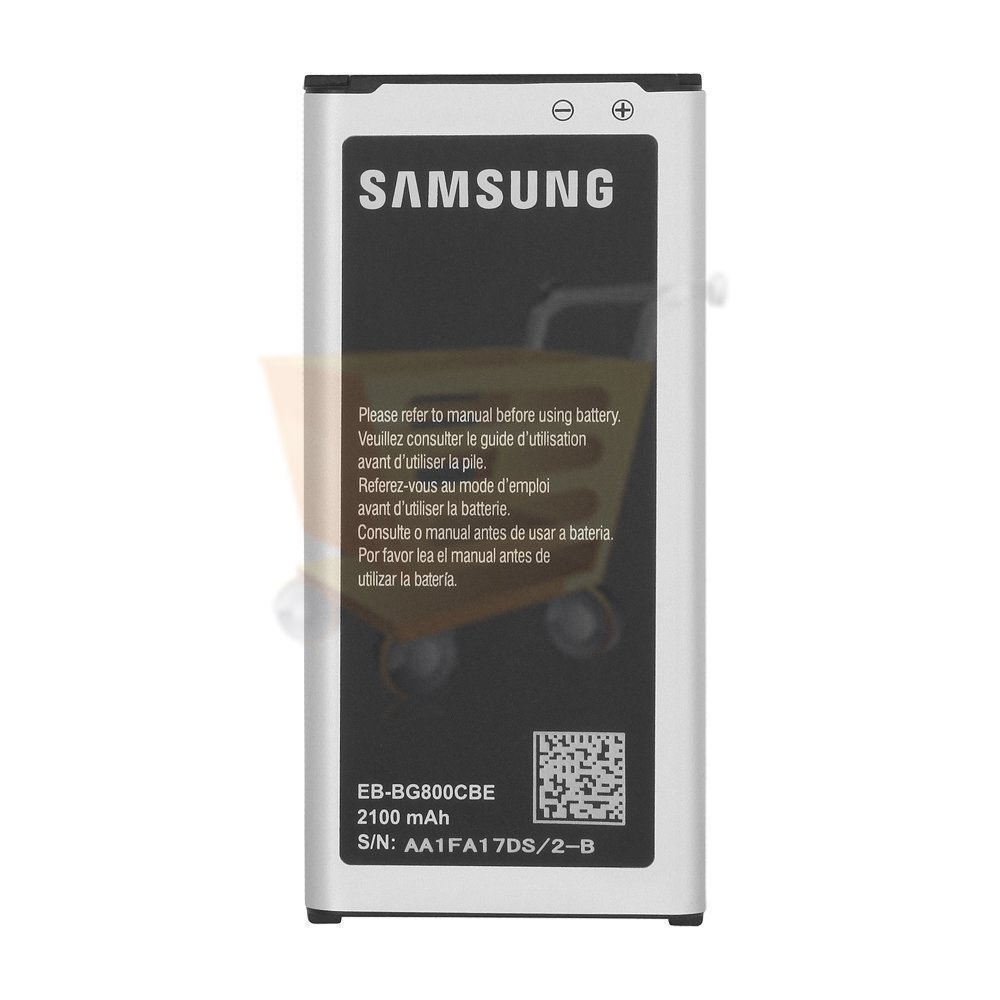 SAMSUNG
Please refer to manual before using battery.
Veuillez consulter le guide d'utilisation
avant d'utiliser la pile.
Referez-vous au mode d'emploi
avant d'utiliser la batterie.
Consulte o manual antes de usar a bateria.
Por favor lea el manual antes de
utilizar la batería.
EB-BG800CBE
2100 mAh
S/N: AA1FA17DS/2-B